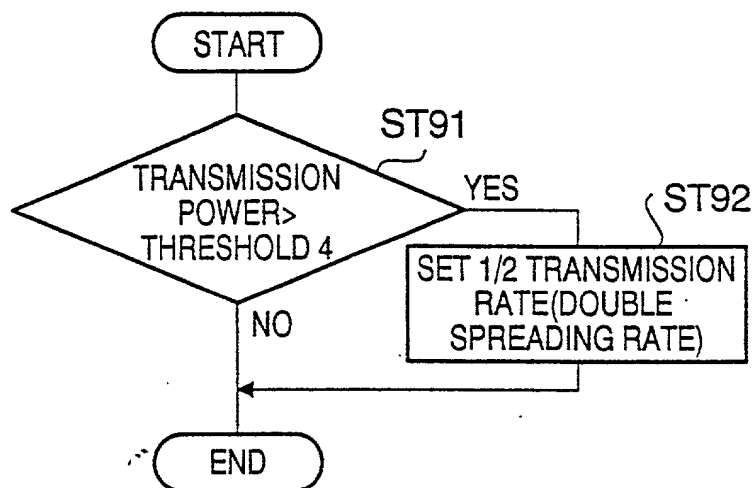 START
ST91
TRANSMISSION
POWER>
THRESHOLD 4
YES
ST92
SET 1/2 TRANSMISSION
RATE(DOUBLE
SPREADING RATE)
NO
END